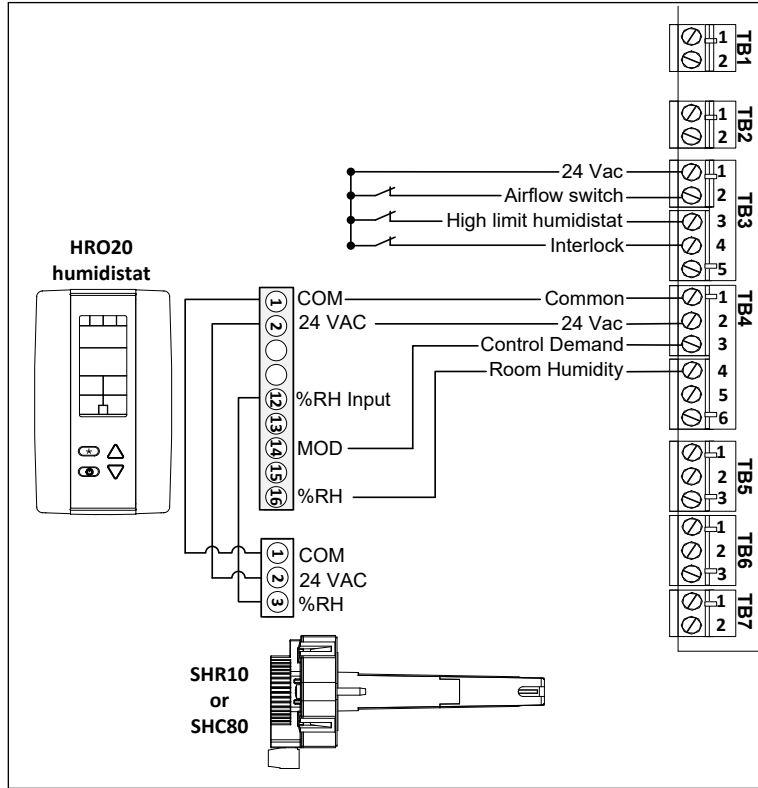 1
2
TB1
1
2
TB2
24 Vac
1
Airflow switch
2
High limit humidistat
3
Interlock
4
5
TB3
HRO20
humidistat
1 COM
Common
1
2 24 VAC
24 Vac
2
Control Demand
3
Room Humidity
4
5
6
TB4
12 %RH Input
13
14 MOD
15
16 %RH
1
2
3
TB5
1
2
3
TB6
1
2
TB7
1 COM
2 24 VAC
3 %RH
SHR10
or
SHC80